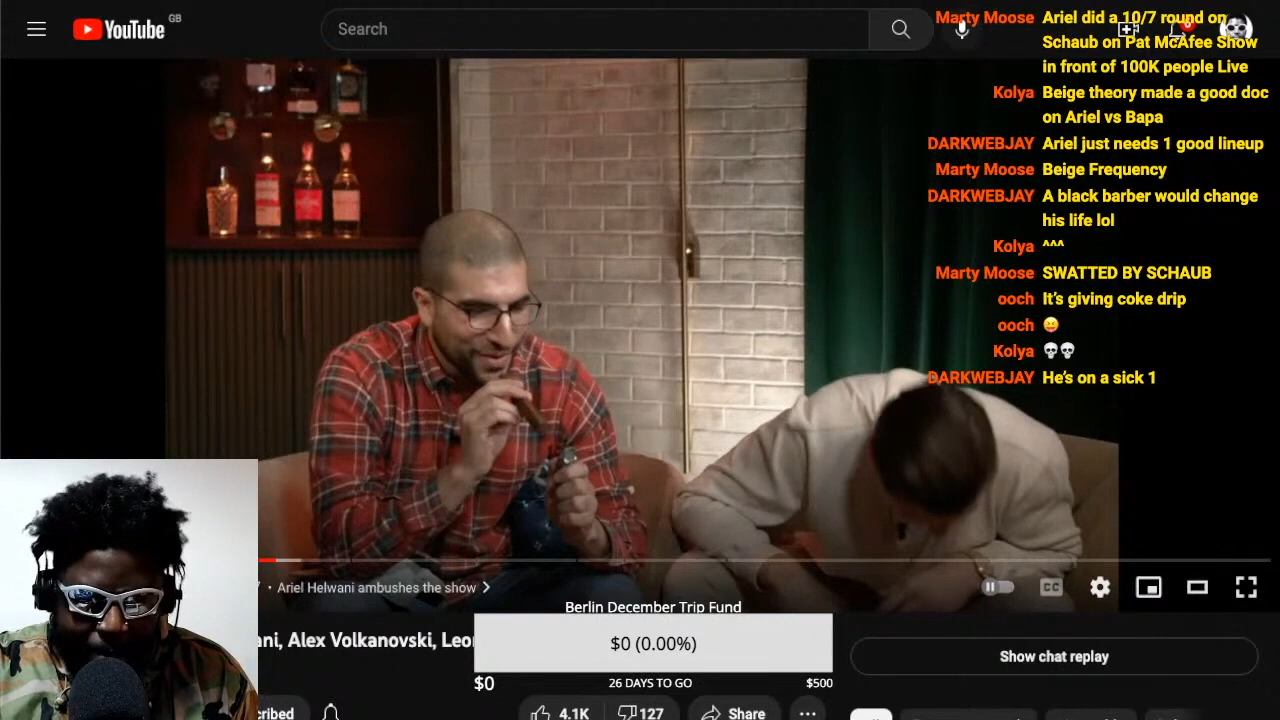 YouTube GB
Search
Marty Moose Ariel did a 10/7 round on
Schaub on Pat McAfee Show
in front of 100K people Live
Kolya Beige theory made a good doc
on Ariel vs Bapa
DARKWEBJAY Ariel just needs 1 good lineup
Marty Moose Beige Frequency
DARKWEBJAY A black barber would change
his life lol
Kolya ^^^
Marty Moose SWATTED BY SCHAUB
ooch It's giving coke drip
ooch 😝
Kolya 💀💀
DARKWEBJAY He's on a sick 1
• Ariel Helwani ambushes the show >
CC
Berlin December Trip Fund
ani, Alex Volkanovski, Leo
$0 (0.00%)
Show chat replay
$0 26 DAYS TO GO $500
cribed 4.1K 127 Share ...